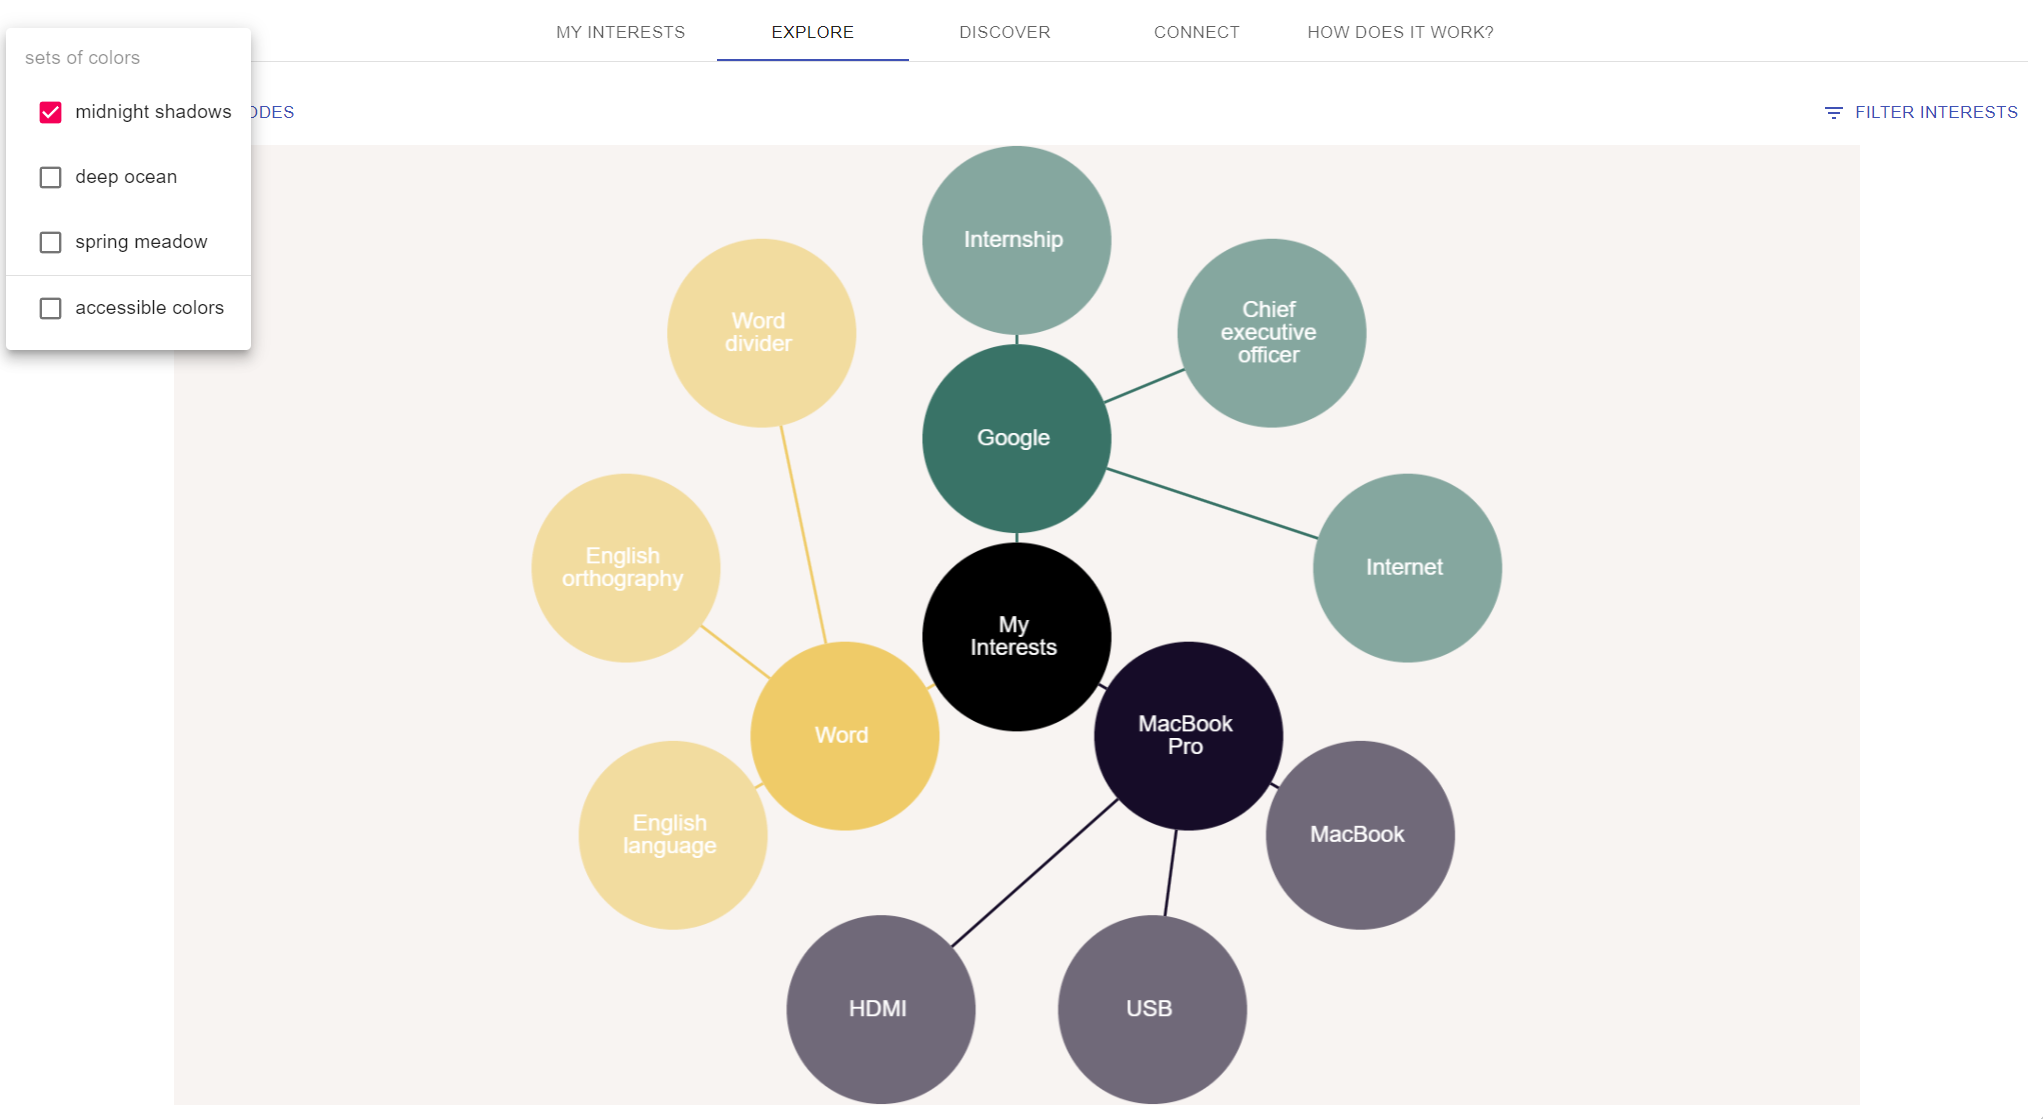 MY INTERESTS
EXPLORE
DISCOVER
CONNECT
HOW DOES IT WORK?
sets of colors
midnight shadows
deep ocean
spring meadow
accessible colors
FILTER INTERESTS
Internship
Chief
executive
officer
Word
divider
Google
English
orthography
Internet
My
Interests
Word
MacBook
Pro
English
language
MacBook
HDMI
USB